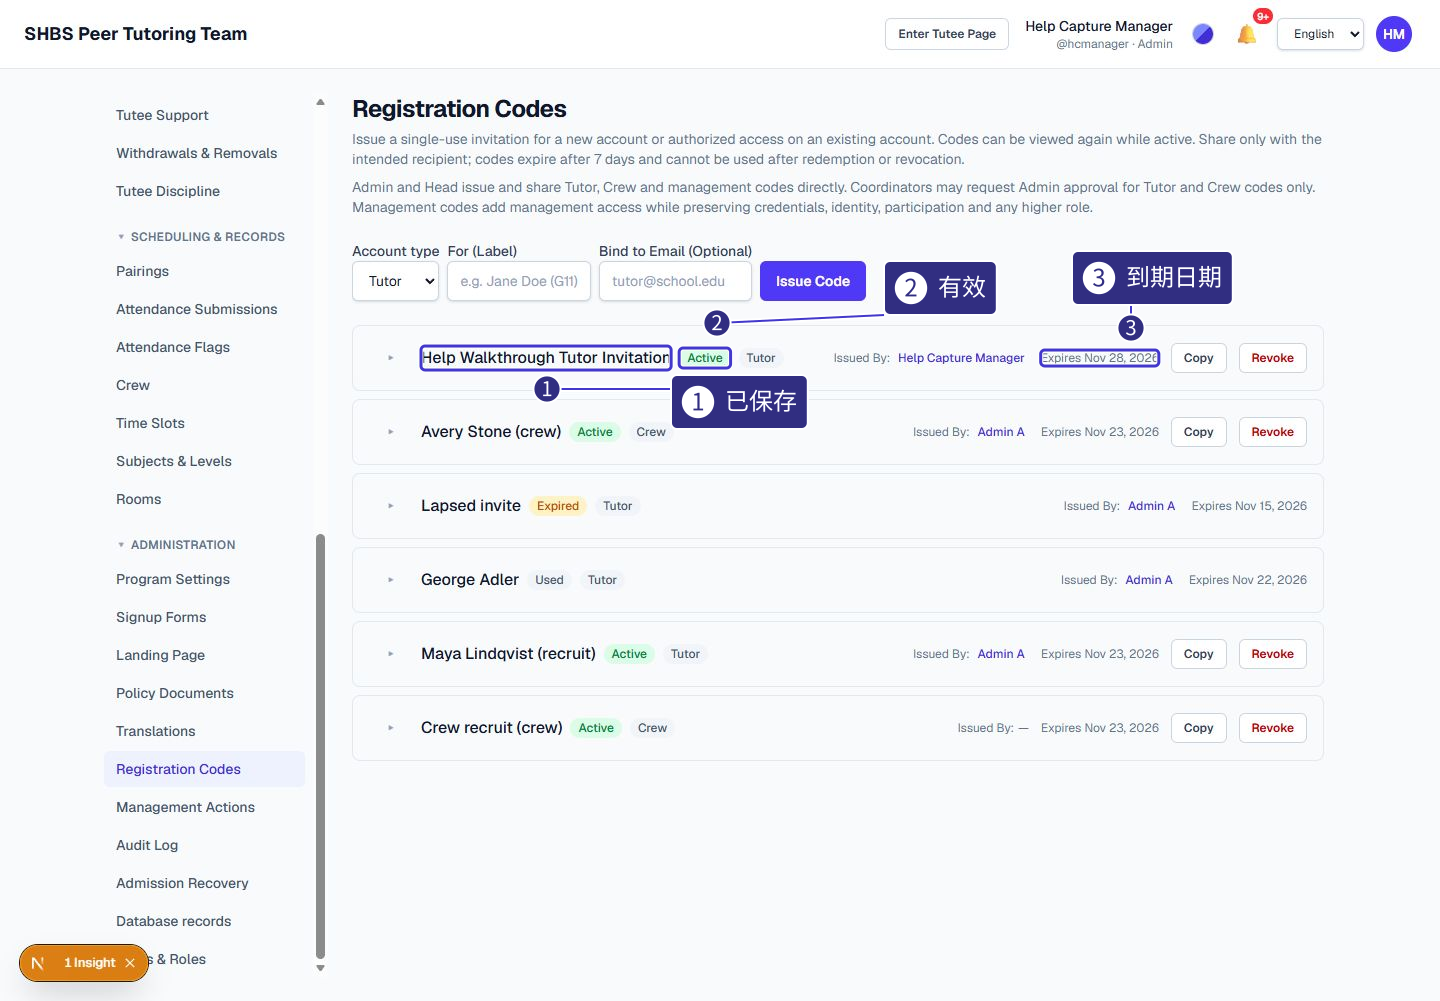 SHBS Peer Tutoring Team
Enter Tutee Page
Help Capture Manager
@hcmanager · Admin
9+
English
HM
Tutee Support
Withdrawals & Removals
Tutee Discipline
SCHEDULING & RECORDS
Pairings
Attendance Submissions
Attendance Flags
Crew
Time Slots
Subjects & Levels
Rooms
ADMINISTRATION
Program Settings
Signup Forms
Landing Page
Policy Documents
Translations
Registration Codes
Management Actions
Audit Log
Admission Recovery
Database records
& Roles
1 Insight
Registration Codes
Issue a single-use invitation for a new account or authorized access on an existing account. Codes can be viewed again while active. Share only with the
intended recipient; codes expire after 7 days and cannot be used after redemption or revocation.
Admin and Head issue and share Tutor, Crew and management codes directly. Coordinators may request Admin approval for Tutor and Crew codes only.
Management codes add management access while preserving credentials, identity, participation and any higher role.
Account type For (Label) Bind to Email (Optional)
Tutor e.g. Jane Doe (G11) tutor@school.edu Issue Code
2 有效
3 到期日期
2
3
Help Walkthrough Tutor Invitation Active Tutor Issued By: Help Capture Manager Expires Nov 28, 2026 Copy Revoke
1
1 已保存
Avery Stone (crew) Active Crew Issued By: Admin A Expires Nov 23, 2026 Copy Revoke
Lapsed invite Expired Tutor Issued By: Admin A Expires Nov 15, 2026
George Adler Used Tutor Issued By: Admin A Expires Nov 22, 2026
Maya Lindqvist (recruit) Active Tutor Issued By: Admin A Expires Nov 23, 2026 Copy Revoke
Crew recruit (crew) Active Crew Issued By: — Expires Nov 23, 2026 Copy Revoke